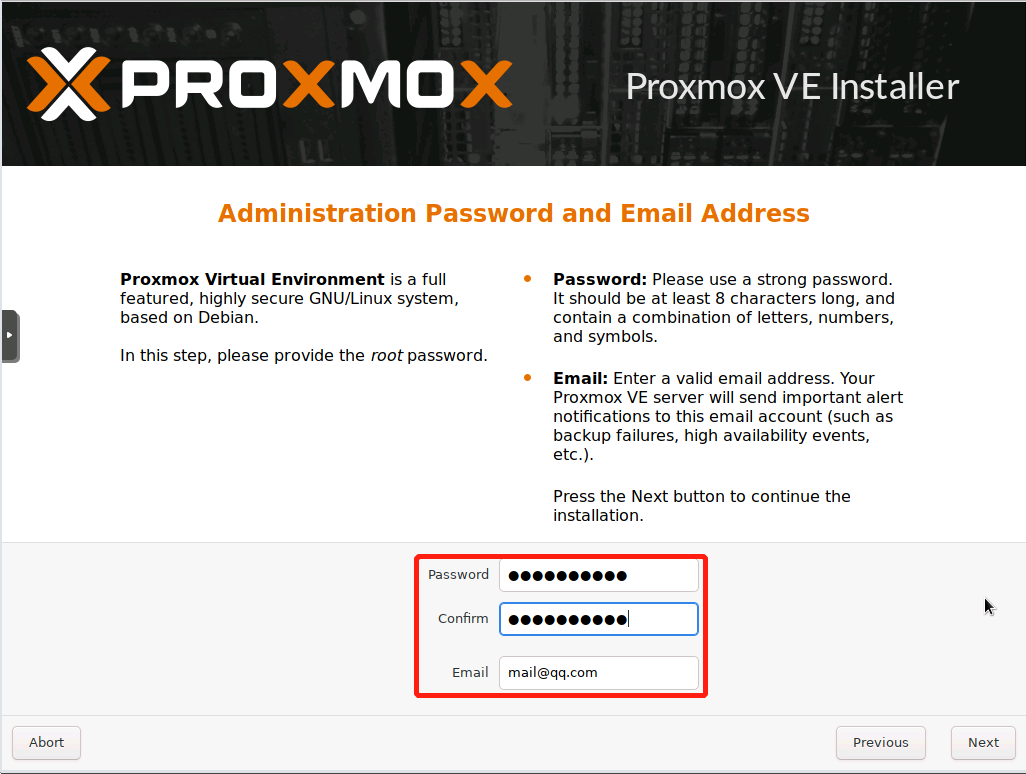 PROXMOX
Proxmox VE Installer
Administration Password and Email Address
Proxmox Virtual Environment is a full
featured, highly secure GNU/Linux system,
based on Debian.
In this step, please provide the root password.
Password: Please use a strong password.
It should be at least 8 characters long, and
contain a combination of letters, numbers,
and symbols.
Email: Enter a valid email address. Your
Proxmox VE server will send important alert
notifications to this email account (such as
backup failures, high availability events,
etc.).
Press the Next button to continue the
installation.
Password ●●●●●●●●●●
Confirm ●●●●●●●●●●
Email mail@qq.com
Abort Previous Next